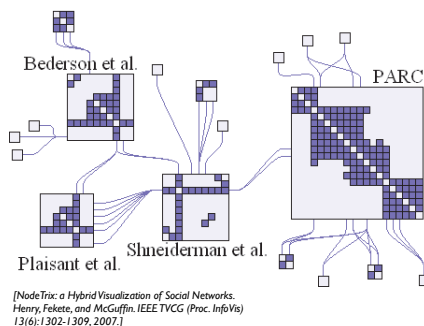 Bederson et al.
PARC
Plaisant et al.
Shneiderman et al.
[NodeTrix: a Hybrid Visualization of Social Networks.
Henry, Fekete, and McGuffin. IEEE TVCG (Proc. InfoVis)
13(6):1302-1309, 2007.]